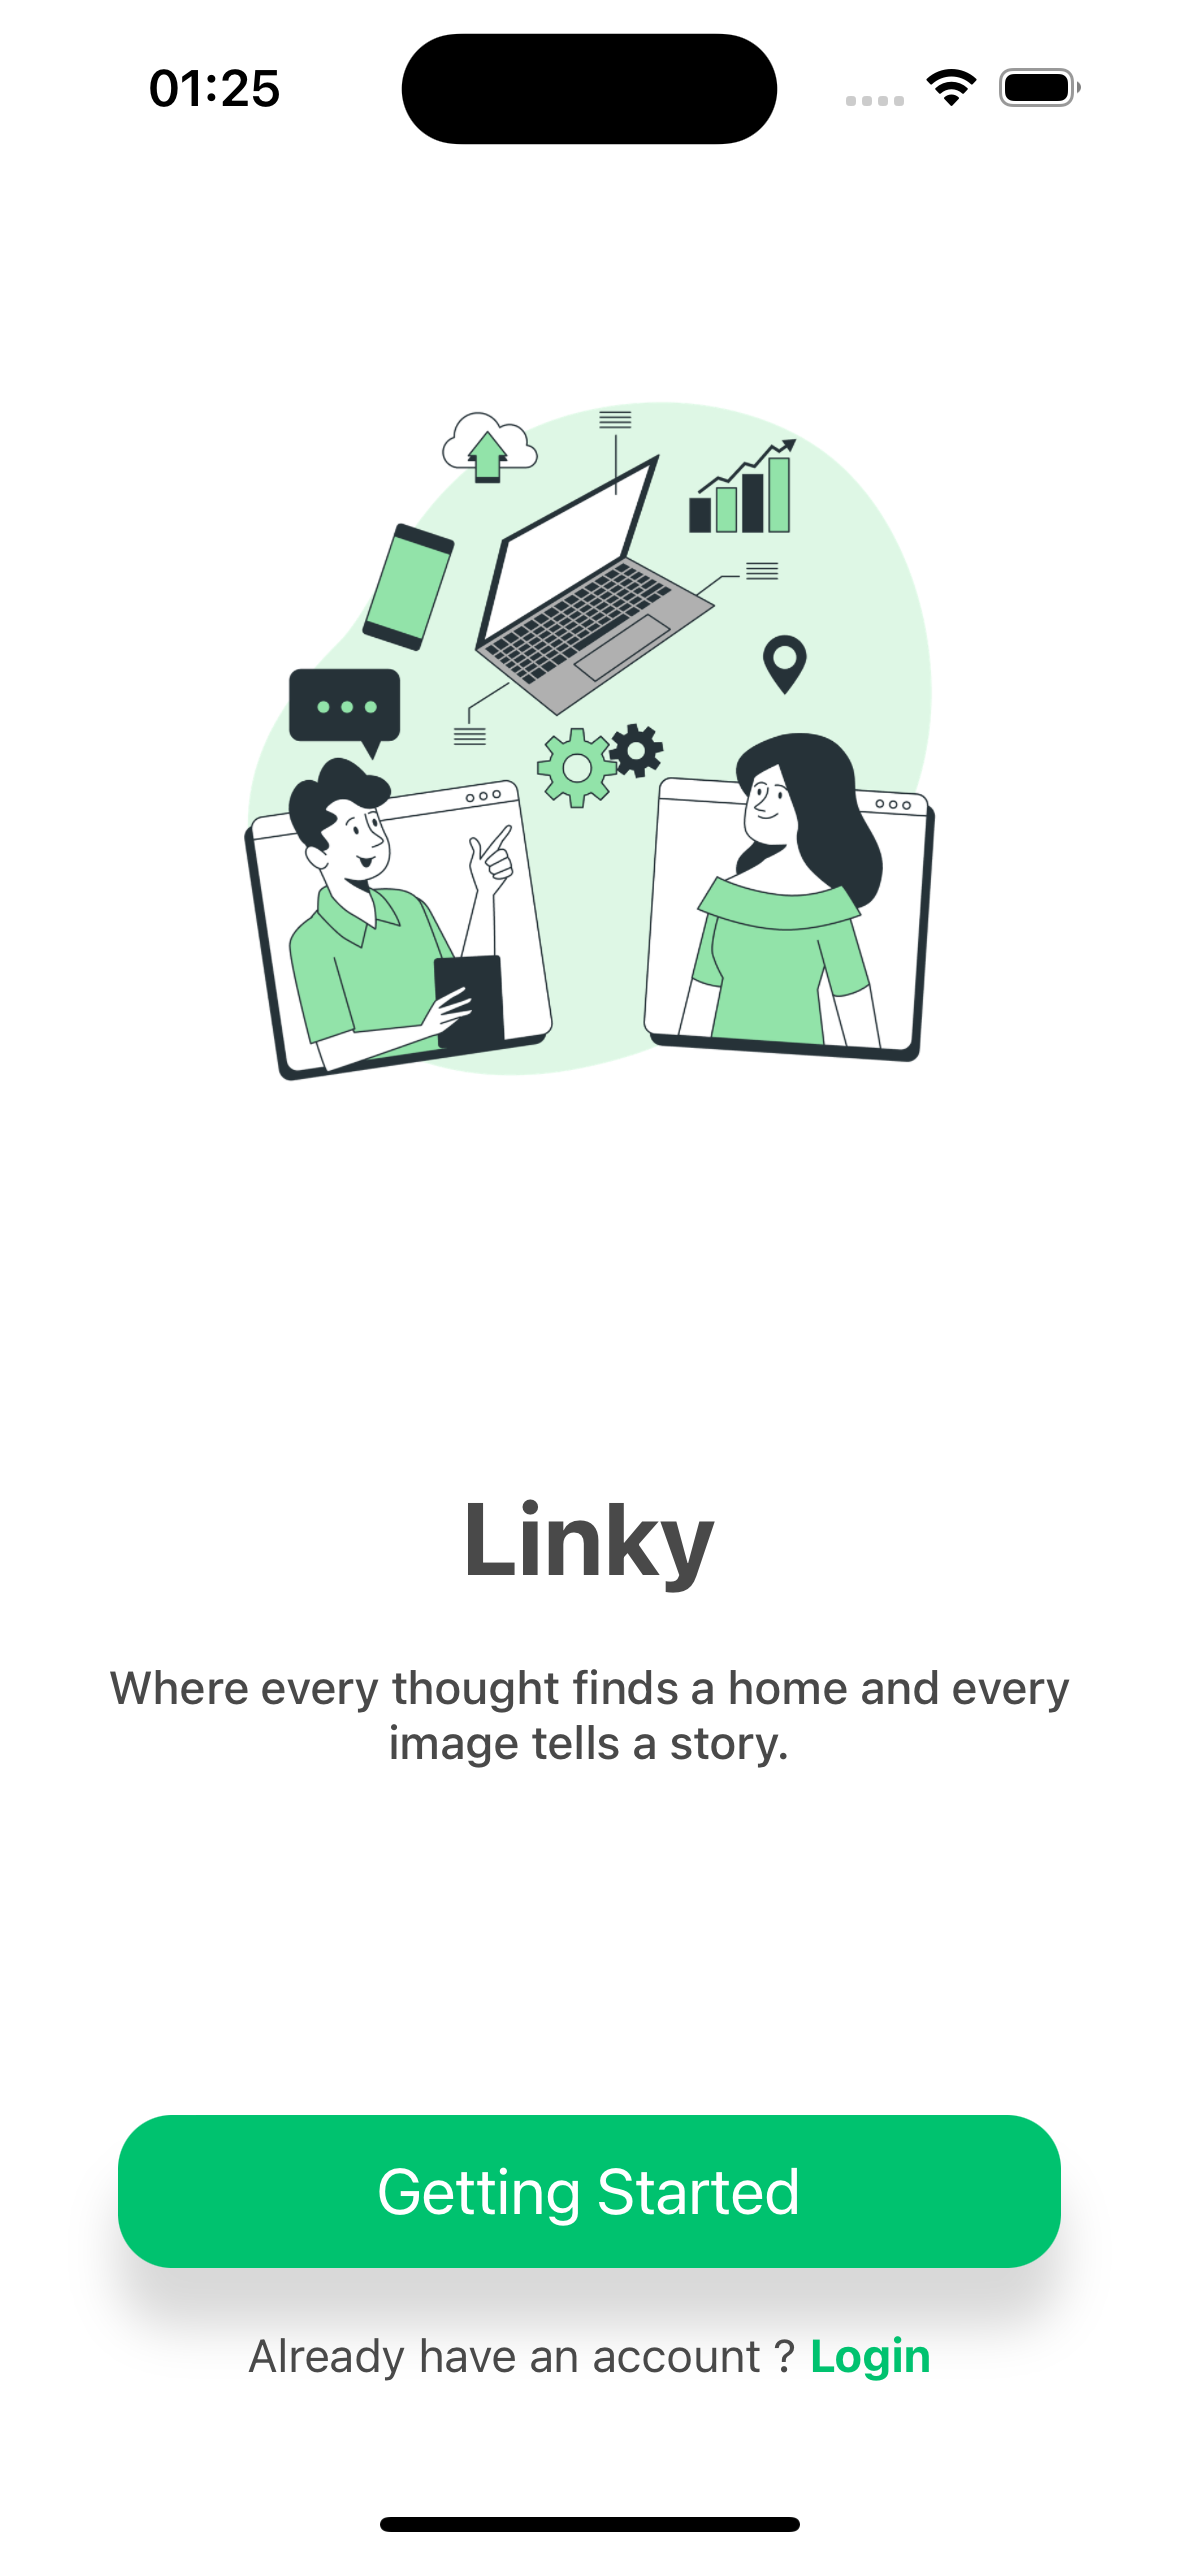 01:25
Linky
Where every thought finds a home and every
image tells a story.
Getting Started
Already have an account ? Login